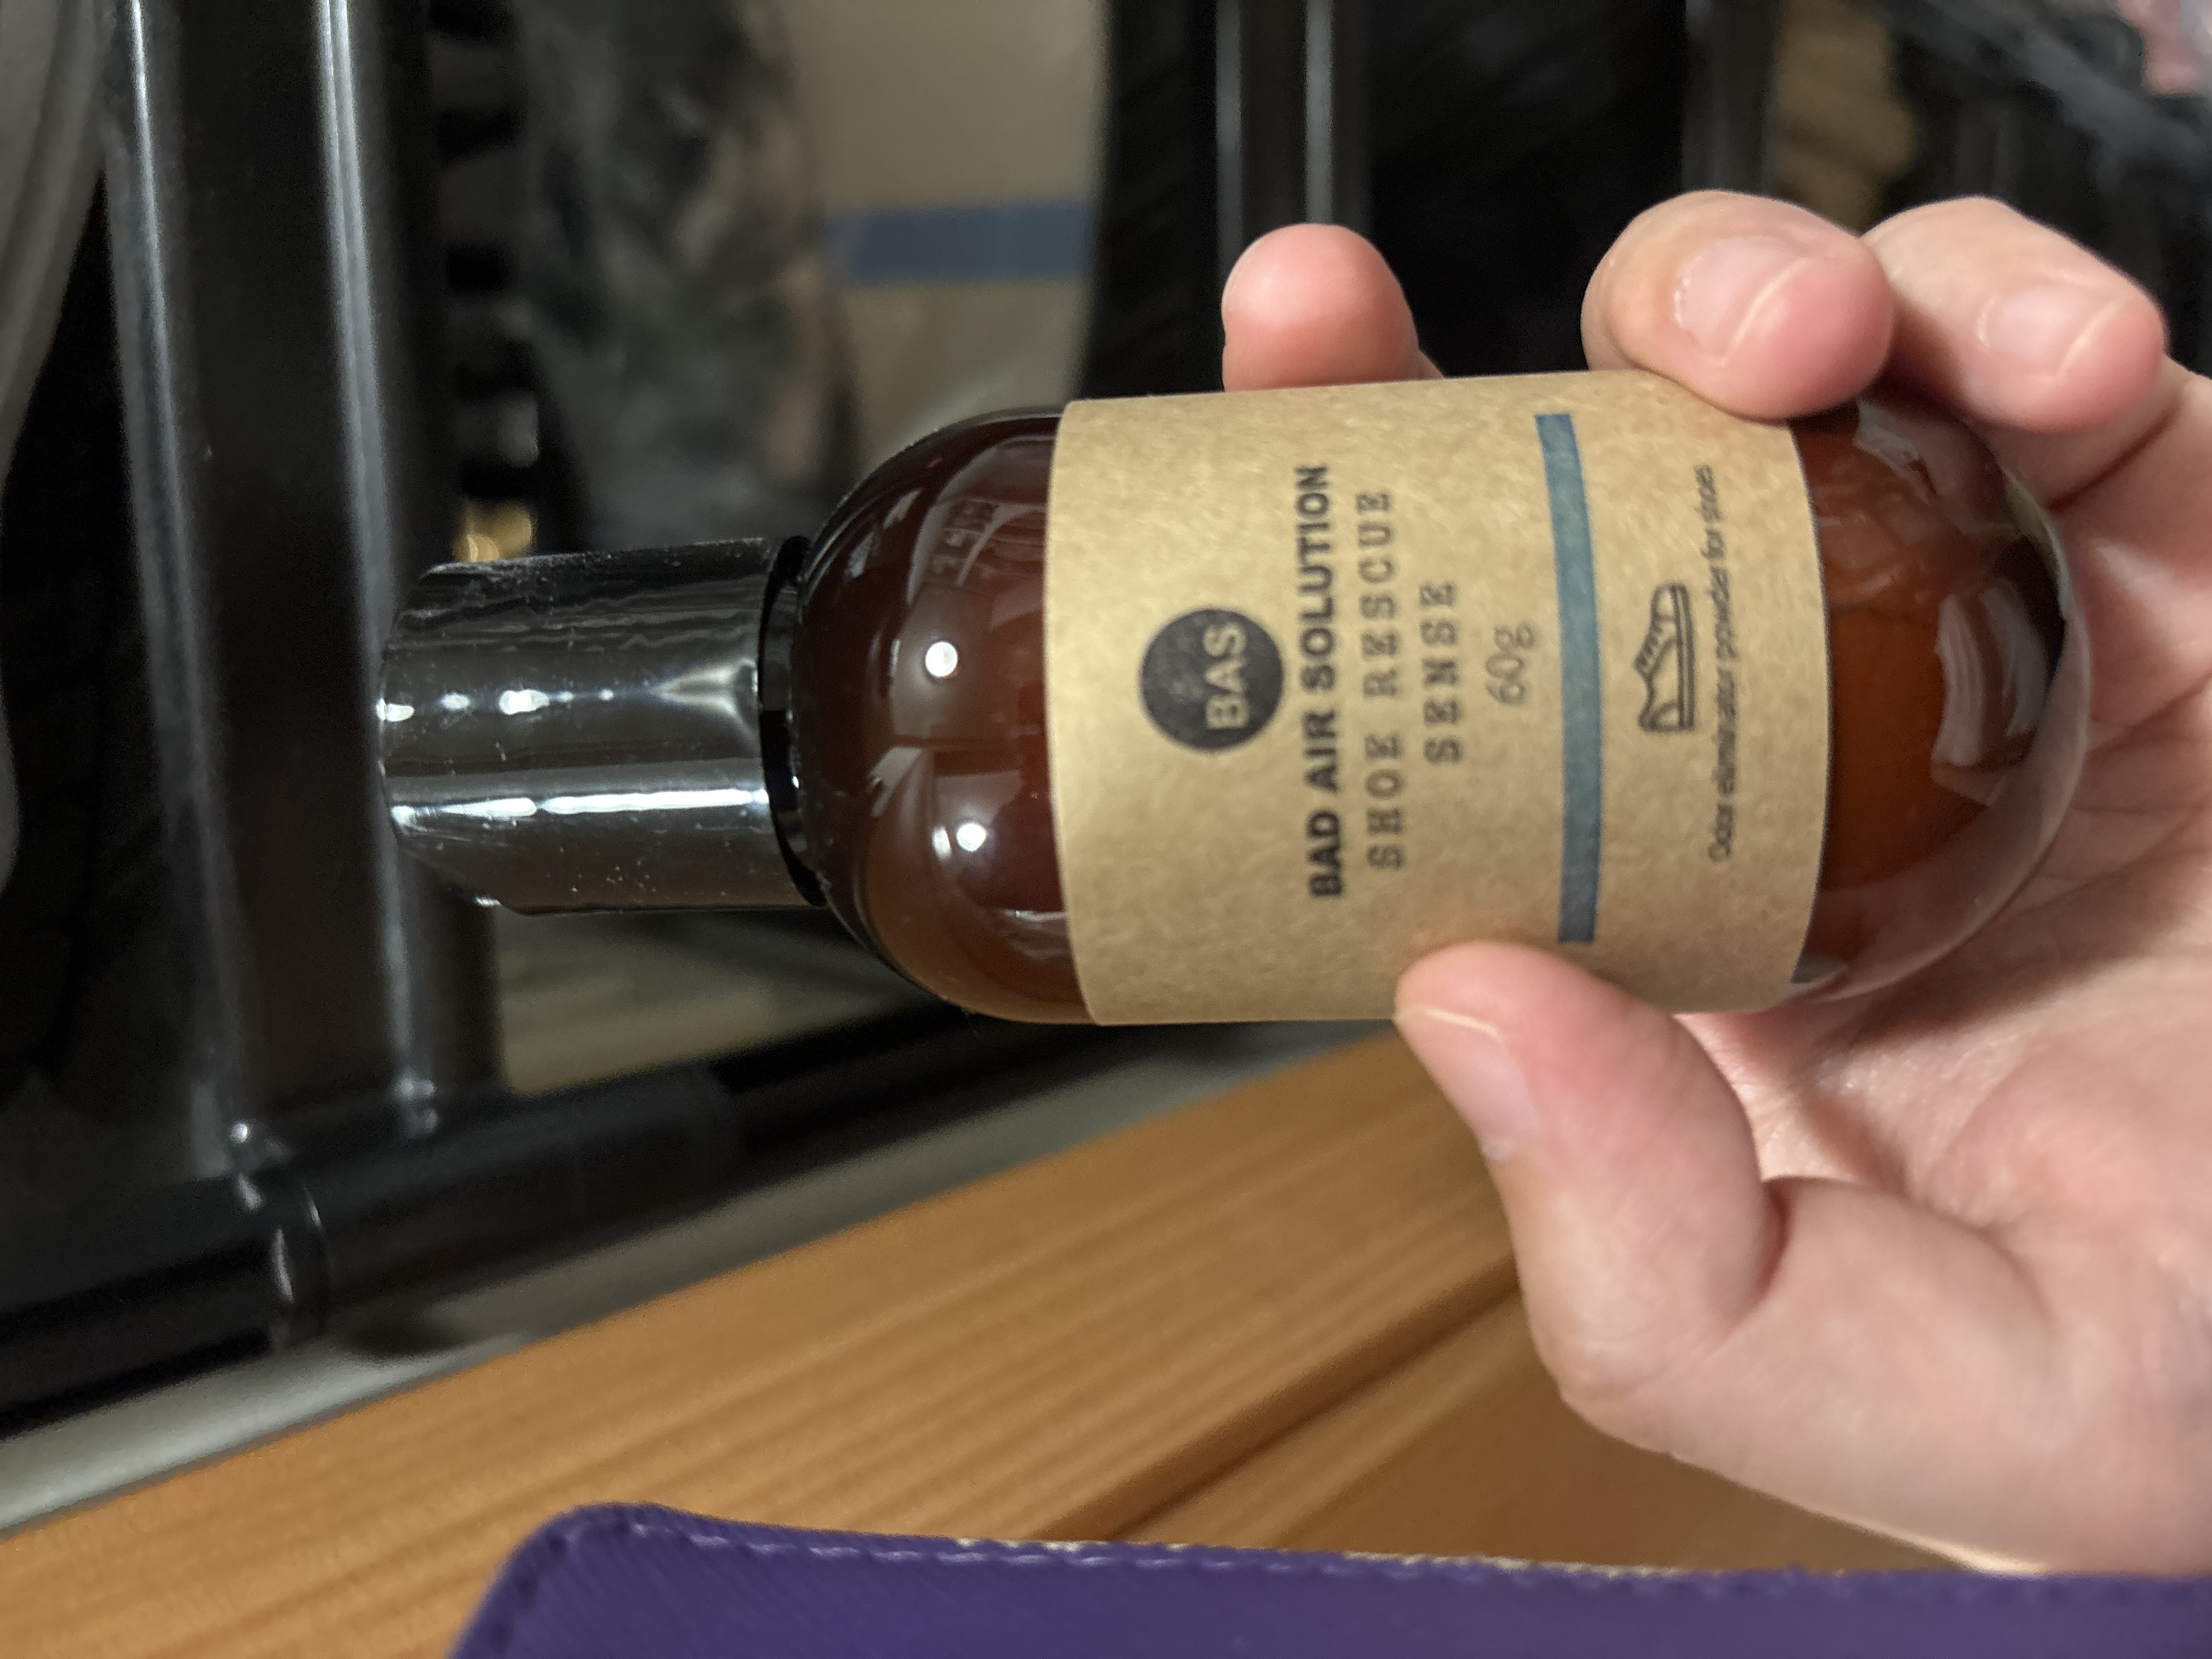 BAS
BAD AIR SOLUTION
SHOE RESCUE
SENSE
60g
Odor eliminator powder for shoes